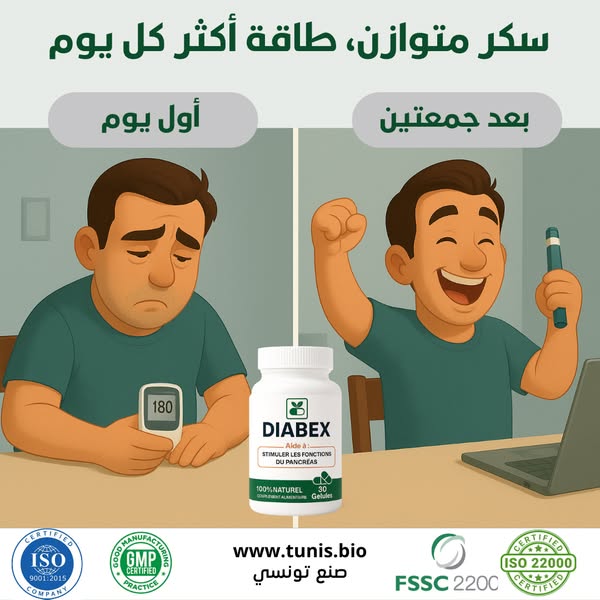 سكر متوازن، طاقة أكثر كل يوم
أول يوم
بعد جمعتين
180
DIABEX
Aide à :
STIMULER LES FONCTIONS
DU PANCRÉAS
100% NATUREL
COMPLÉMENT ALIMENTAIRE
30
Gélules
CERTIFIED
ISO
9001:2015
COMPANY
GOOD MANUFACTURING
GMP
CERTIFIED
PRACTICE
www.tunis.bio
صنع تونسي
FSSC 2200
CERTIFIED
ISO 22000
CERTIFIED